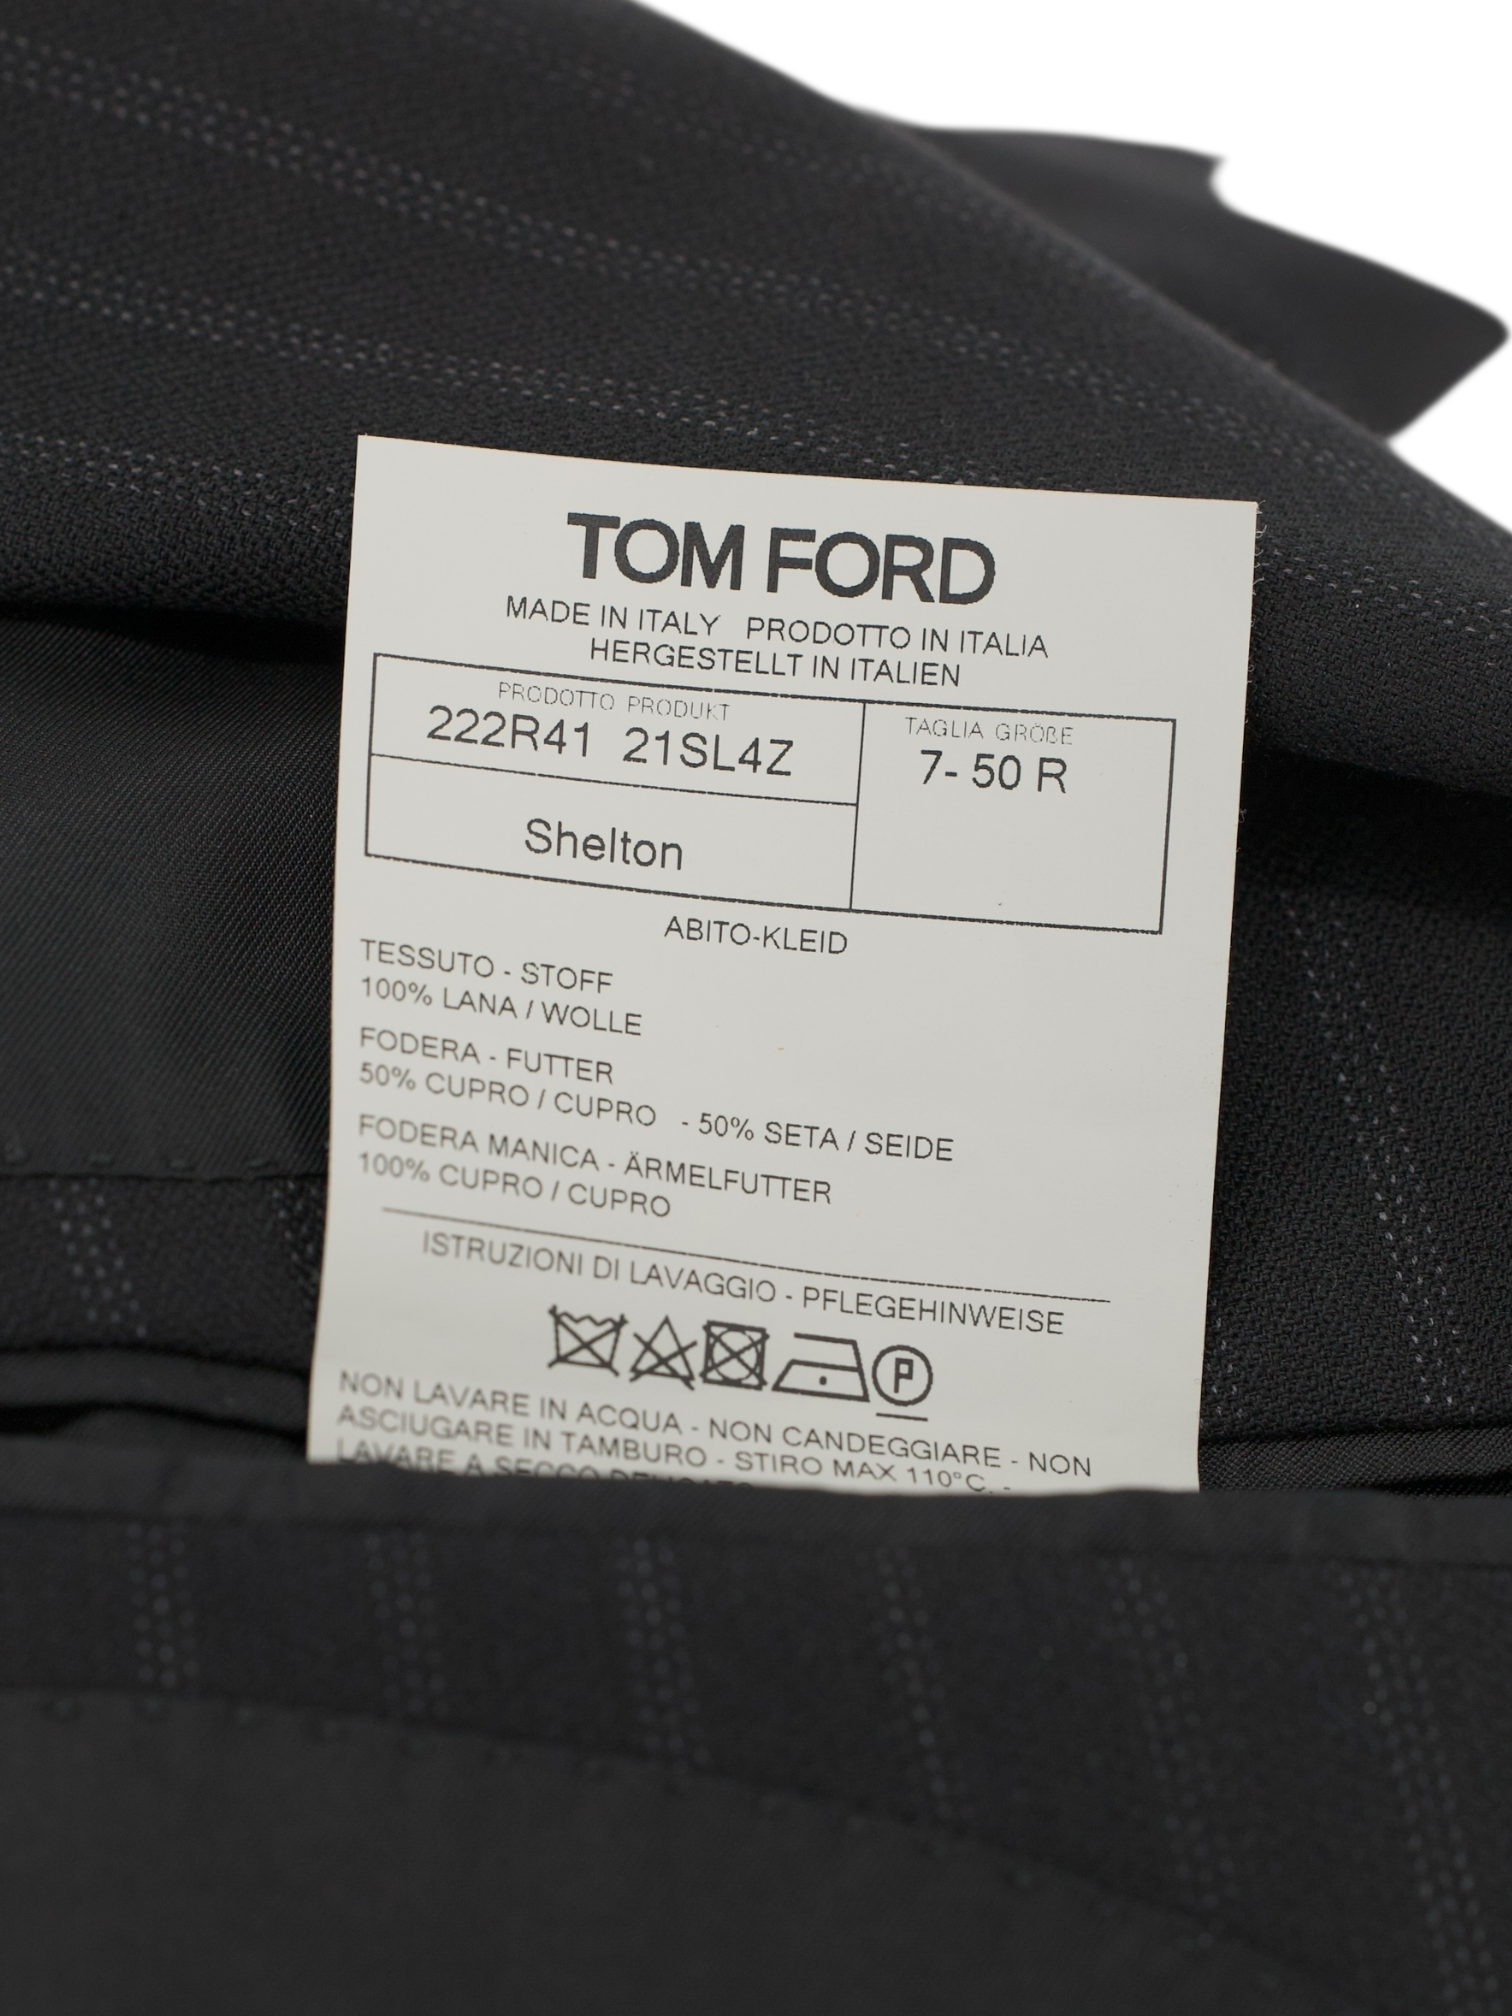 TOM FORD
MADE IN ITALY PRODOTTO IN ITALIA
HERGESTELLT IN ITALIEN
PRODOTTO PRODUKT
222R41 21SL4Z
TAGLIA GRÖßE
7- 50 R
Shelton
ABITO-KLEID
TESSUTO - STOFF
100% LANA / WOLLE
FODERA - FUTTER
50% CUPRO / CUPRO - 50% SETA / SEIDE
FODERA MANICA - ÄRMELFUTTER
100% CUPRO / CUPRO
ISTRUZIONI DI LAVAGGIO - PFLEGEHINWEISE
P
NON LAVARE IN ACQUA - NON CANDEGGIARE - NON
ASCIUGARE IN TAMBURO - STIRO MAX 110°C. -
LAVARE A SECCO